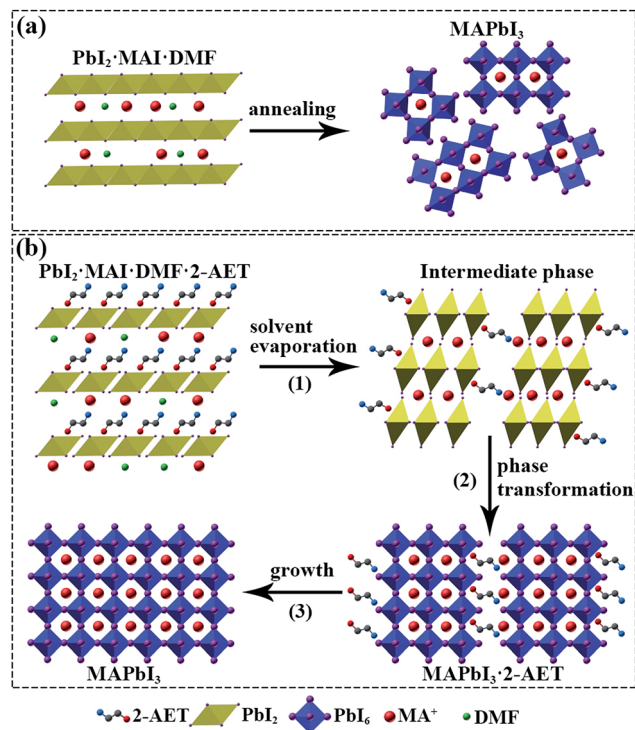 (a)
PbI₂·MAI·DMF
MAPbI₃
annealing
(b)
PbI₂·MAI·DMF·2-AET
Intermediate phase
solvent
evaporation
(1)
(2)
phase
transformation
growth
(3)
MAPbI₃
MAPbI₃·2-AET
2-AET PbI₂ PbI₆ MA⁺ DMF